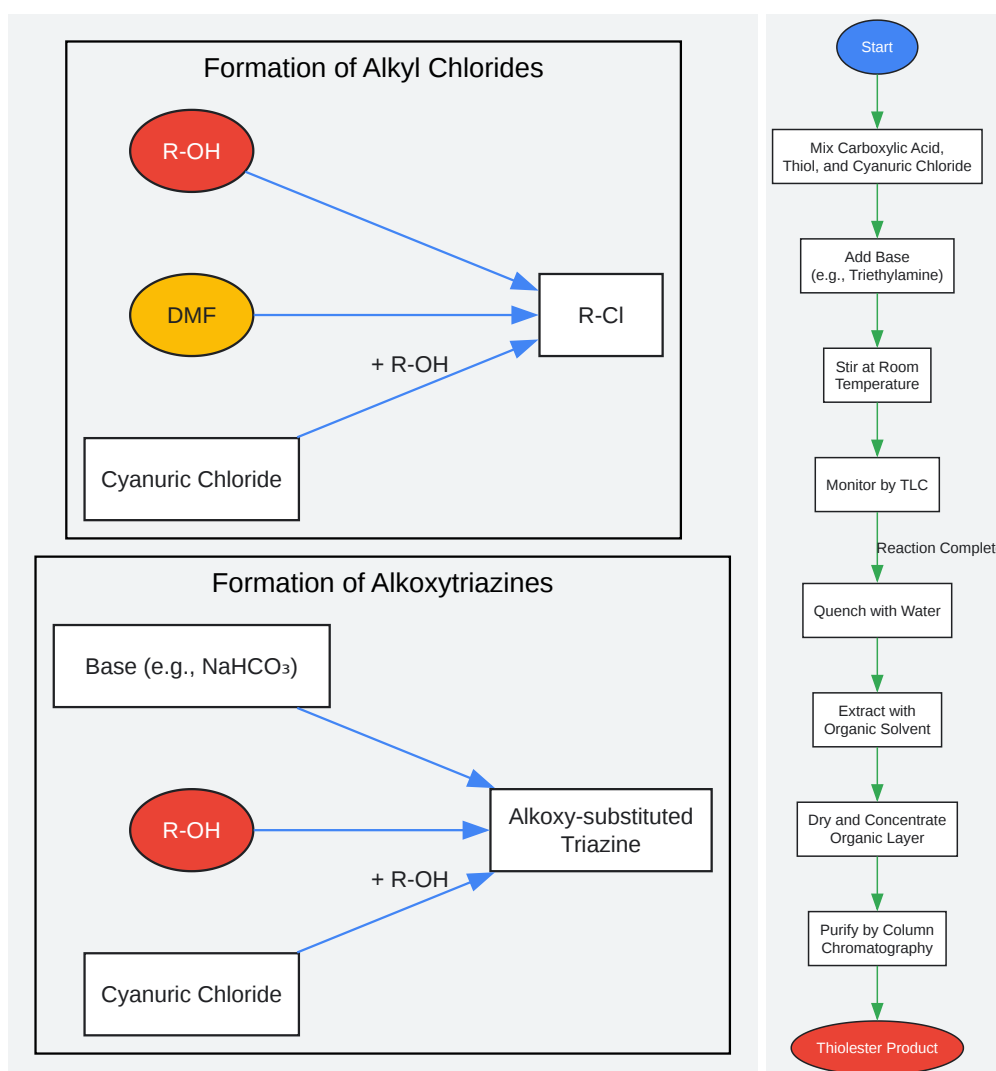 Formation of Alkyl Chlorides
R-OH
DMF
R-Cl
+ R-OH
Cyanuric Chloride
Formation of Alkoxytriazines
Base (e.g., NaHCO₃)
R-OH
Alkoxy-substituted
Triazine
+ R-OH
Cyanuric Chloride
Start
Mix Carboxylic Acid,
Thiol, and Cyanuric Chloride
Add Base
(e.g., Triethylamine)
Stir at Room
Temperature
Monitor by TLC
Reaction Complet
Quench with Water
Extract with
Organic Solvent
Dry and Concentrate
Organic Layer
Purify by Column
Chromatography
Thiolester Product